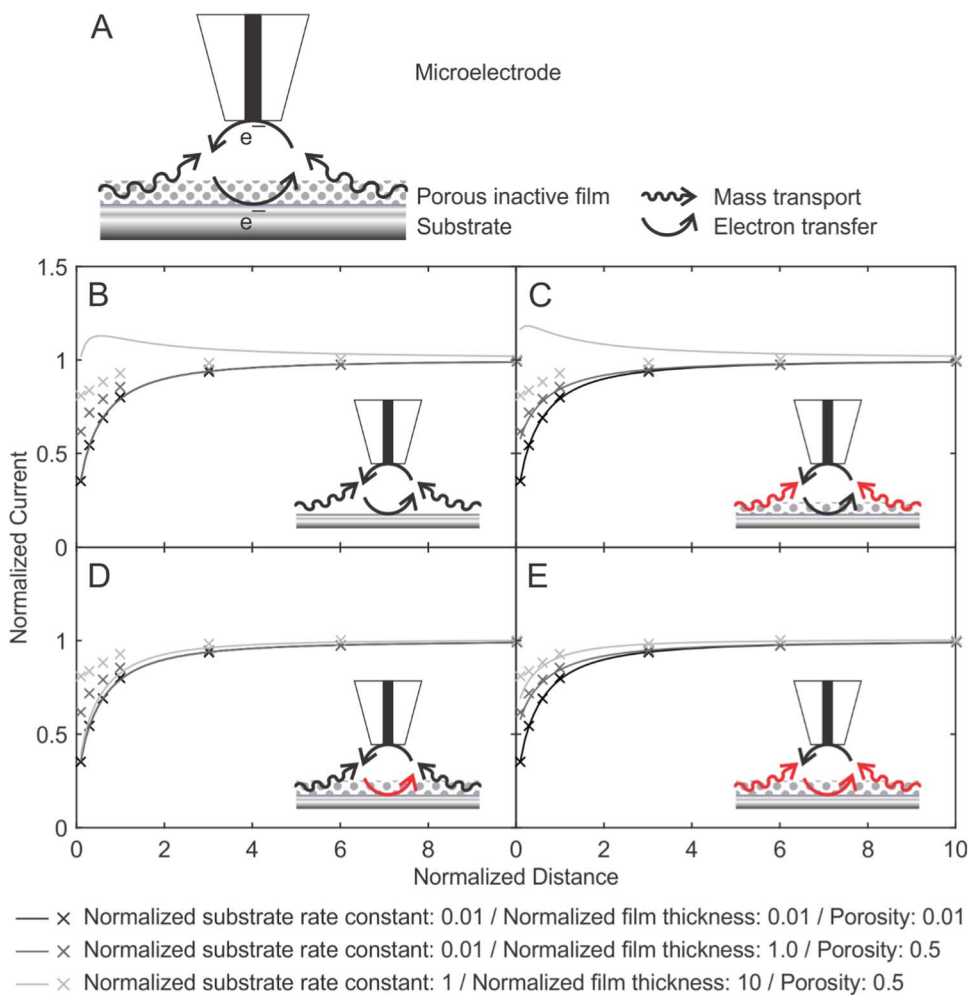 A
Microelectrode
e−
Porous inactive film
Substrate
e−
Mass transport
Electron transfer
1.5
B
C
1
0.5
0
D
E
1
0.5
0
0 2 4 6 8 0 2 4 6 8 10
Normalized Current
Normalized Distance
Normalized substrate rate constant: 0.01 / Normalized film thickness: 0.01 / Porosity: 0.01
Normalized substrate rate constant: 0.01 / Normalized film thickness: 1.0 / Porosity: 0.5
Normalized substrate rate constant: 1 / Normalized film thickness: 10 / Porosity: 0.5